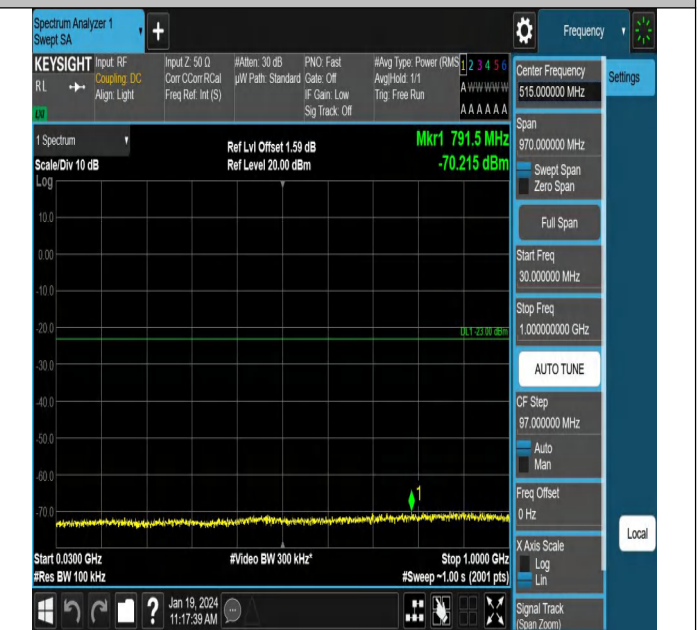 Spectrum Analyzer 1
Swept SA
+
Frequency
KEYSIGHT
RL
LXI
Input: RF
Coupling: DC
Align: Light
Input Z: 50 Ω
Corr CCorr RCal
Freq Ref: Int (S)
#Atten: 30 dB
µW Path: Standard
PNO: Fast
Gate: Off
IF Gain: Low
Sig Track: Off
#Avg Type: Power (RMS
Avg|Hold: 1/1
Trig: Free Run
1 2 3 4 5 6
A W W W W W
A A A A A A
1 Spectrum
Scale/Div 10 dB
Log
Ref Lvl Offset 1.59 dB
Ref Level 20.00 dBm
Mkr1 791.5 MHz
-70.215 dBm
10.0
0.00
-10.0
-20.0
DL1 -23.00 dBm
-30.0
-40.0
-50.0
-60.0
-70.0
1
Start 0.0300 GHz
#Res BW 100 kHz
#Video BW 300 kHz*
Stop 1.0000 GHz
#Sweep ~1.00 s (2001 pts)
Jan 19, 2024
11:17:39 AM
?
Center Frequency
515.000000 MHz
Settings
Span
970.000000 MHz
Swept Span
Zero Span
Full Span
Start Freq
30.000000 MHz
Stop Freq
1.000000000 GHz
AUTO TUNE
CF Step
97.000000 MHz
Auto
Man
Freq Offset
0 Hz
X Axis Scale
Log
Lin
Signal Track
(Span Zoom)
Local